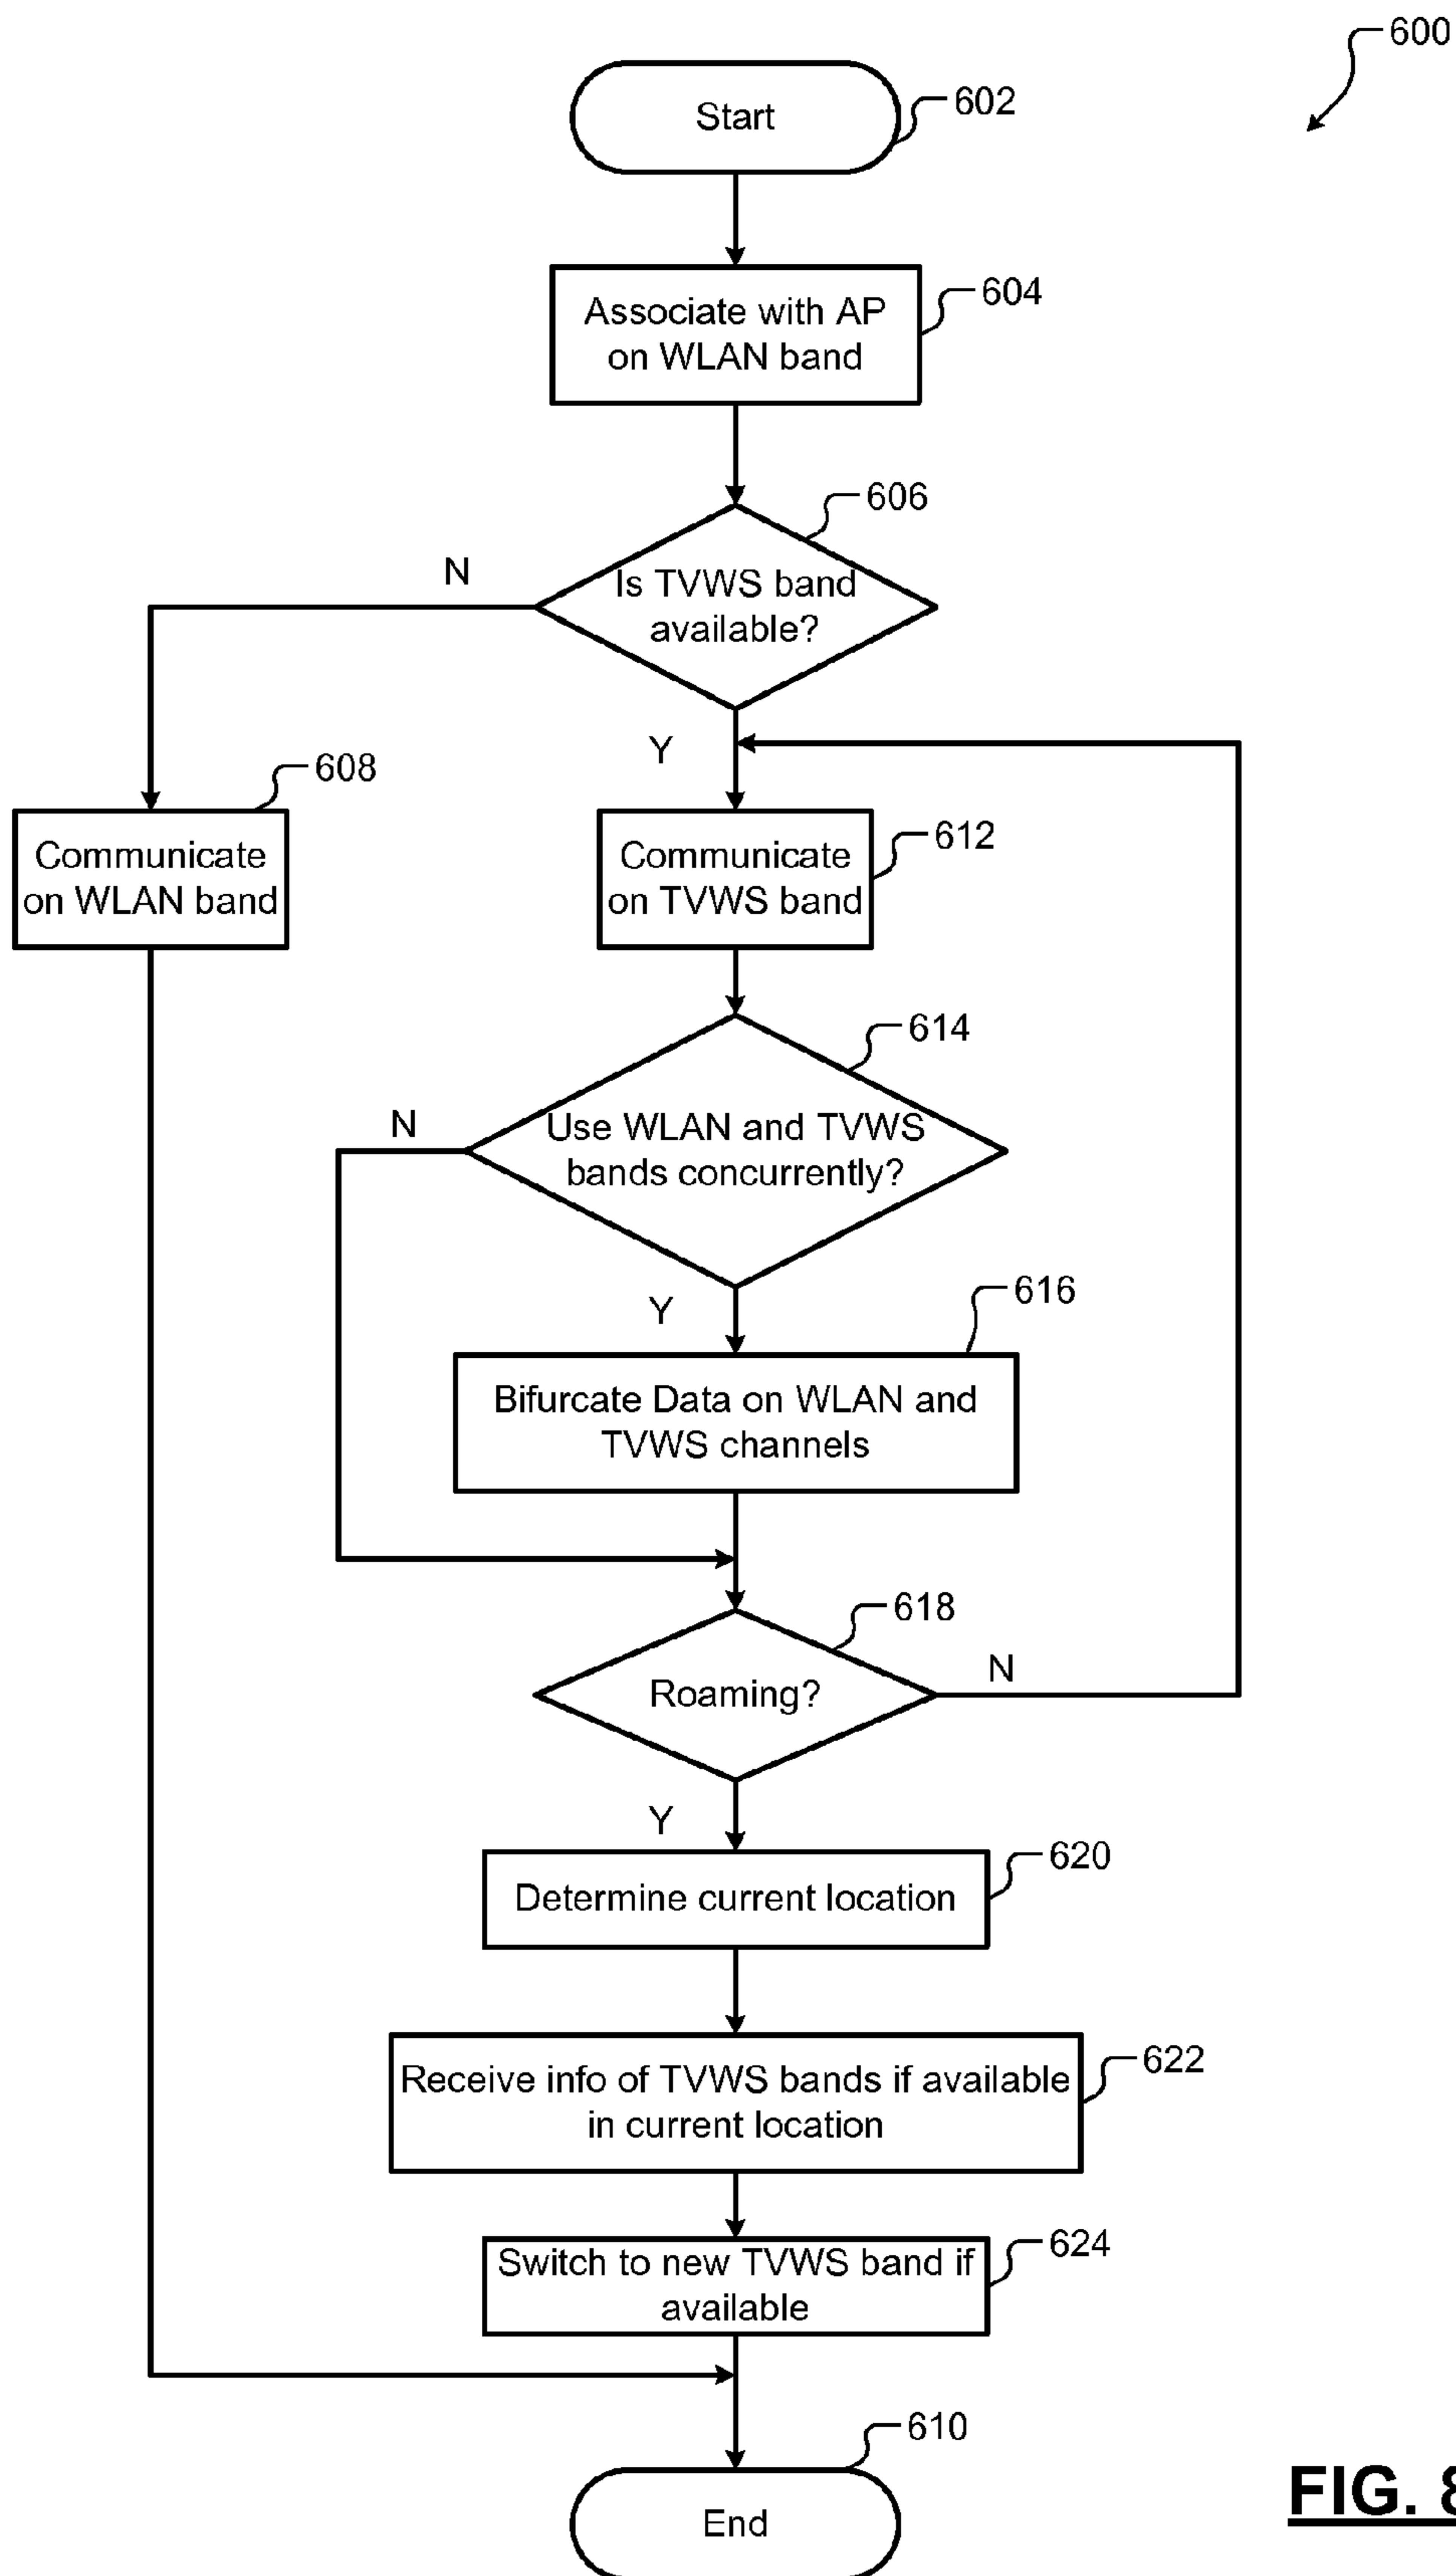 600
Start
602
Associate with AP
on WLAN band
604
606
Is TVWS band
available?
N
Y
608
Communicate
on WLAN band
612
Communicate
on TVWS band
614
Use WLAN and TVWS
bands concurrently?
N
Y
616
Bifurcate Data on WLAN and
TVWS channels
618
Roaming?
N
Y
620
Determine current location
622
Receive info of TVWS bands if available
in current location
624
Switch to new TVWS band if
available
610
End
FIG. 8